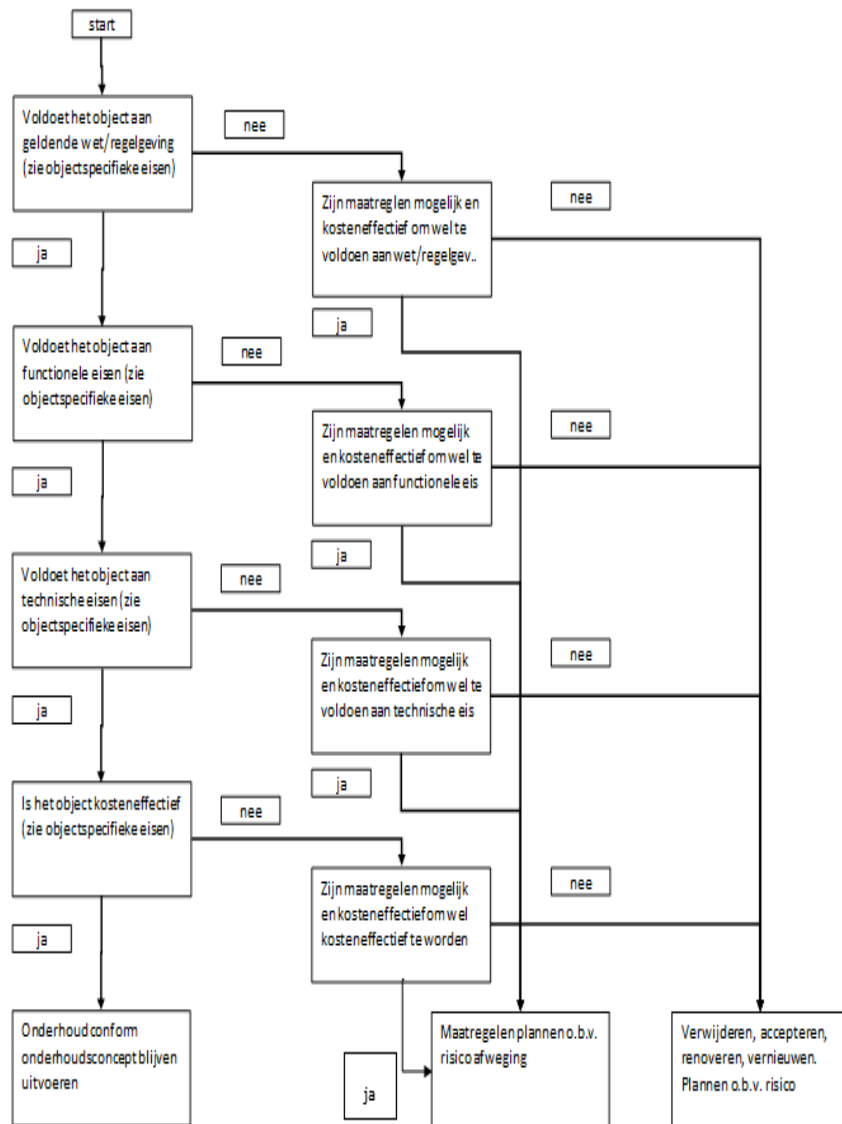 start
Voldoet het object aan
geldende wet/regelgeving
(zie objectspecifieke eisen)
nee
Zijn maatreglen mogelijk en
kosteneffectief om wel te
voldoen aan wet/regelgev..
nee
ja
ja
Voldoet het object aan
functionele eisen (zie
objectspecifieke eisen)
nee
Zijn maatregelen mogelijk
en kosteneffectief om wel te
voldoen aan functionele eis
nee
ja
ja
Voldoet het object aan
technische eisen (zie
objectspecifieke eisen)
nee
Zijn maatregelen mogelijk
en kosteneffectief om wel te
voldoen aan technische eis
nee
ja
ja
Is het object kosteneffectief
(zie objectspecifieke eisen)
nee
Zijn maatregelen mogelijk
en kosteneffectief om wel
kosteneffectief te worden
nee
ja
ja
Onderhoud conform
onderhoudsconcept blijven
uitvoeren
Maatregelen plannen o.b.v.
risico afweging
Verwijderen, accepteren,
renoveren, vernieuwen.
Plannen o.b.v. risico